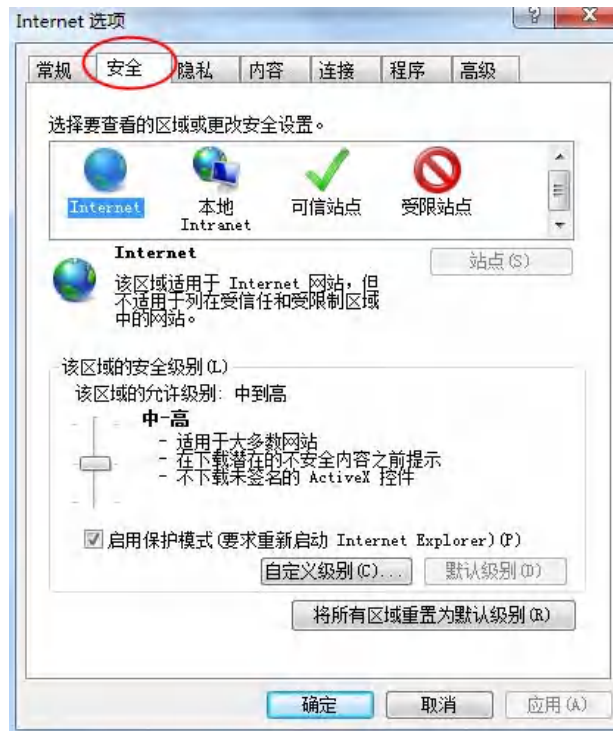 Internet 选项
常规 安全 隐私 内容 连接 程序 高级
选择要查看的区域或更改安全设置。
Internet 本地 Intranet 可信站点 受限站点
Internet
站点(S)
该区域适用于 Internet 网站，但
不适用于列在受信任和受限制区域
中的网站。
该区域的安全级别(L)
该区域的允许级别: 中到高
中-高
- 适用于大多数网站
- 在下载潜在的不安全内容之前提示
- 不下载未签名的 ActiveX 控件
启用保护模式(要求重新启动 Internet Explorer)(P)
自定义级别(C)... 默认级别(D)
将所有区域重置为默认级别(R)
确定 取消 应用(A)